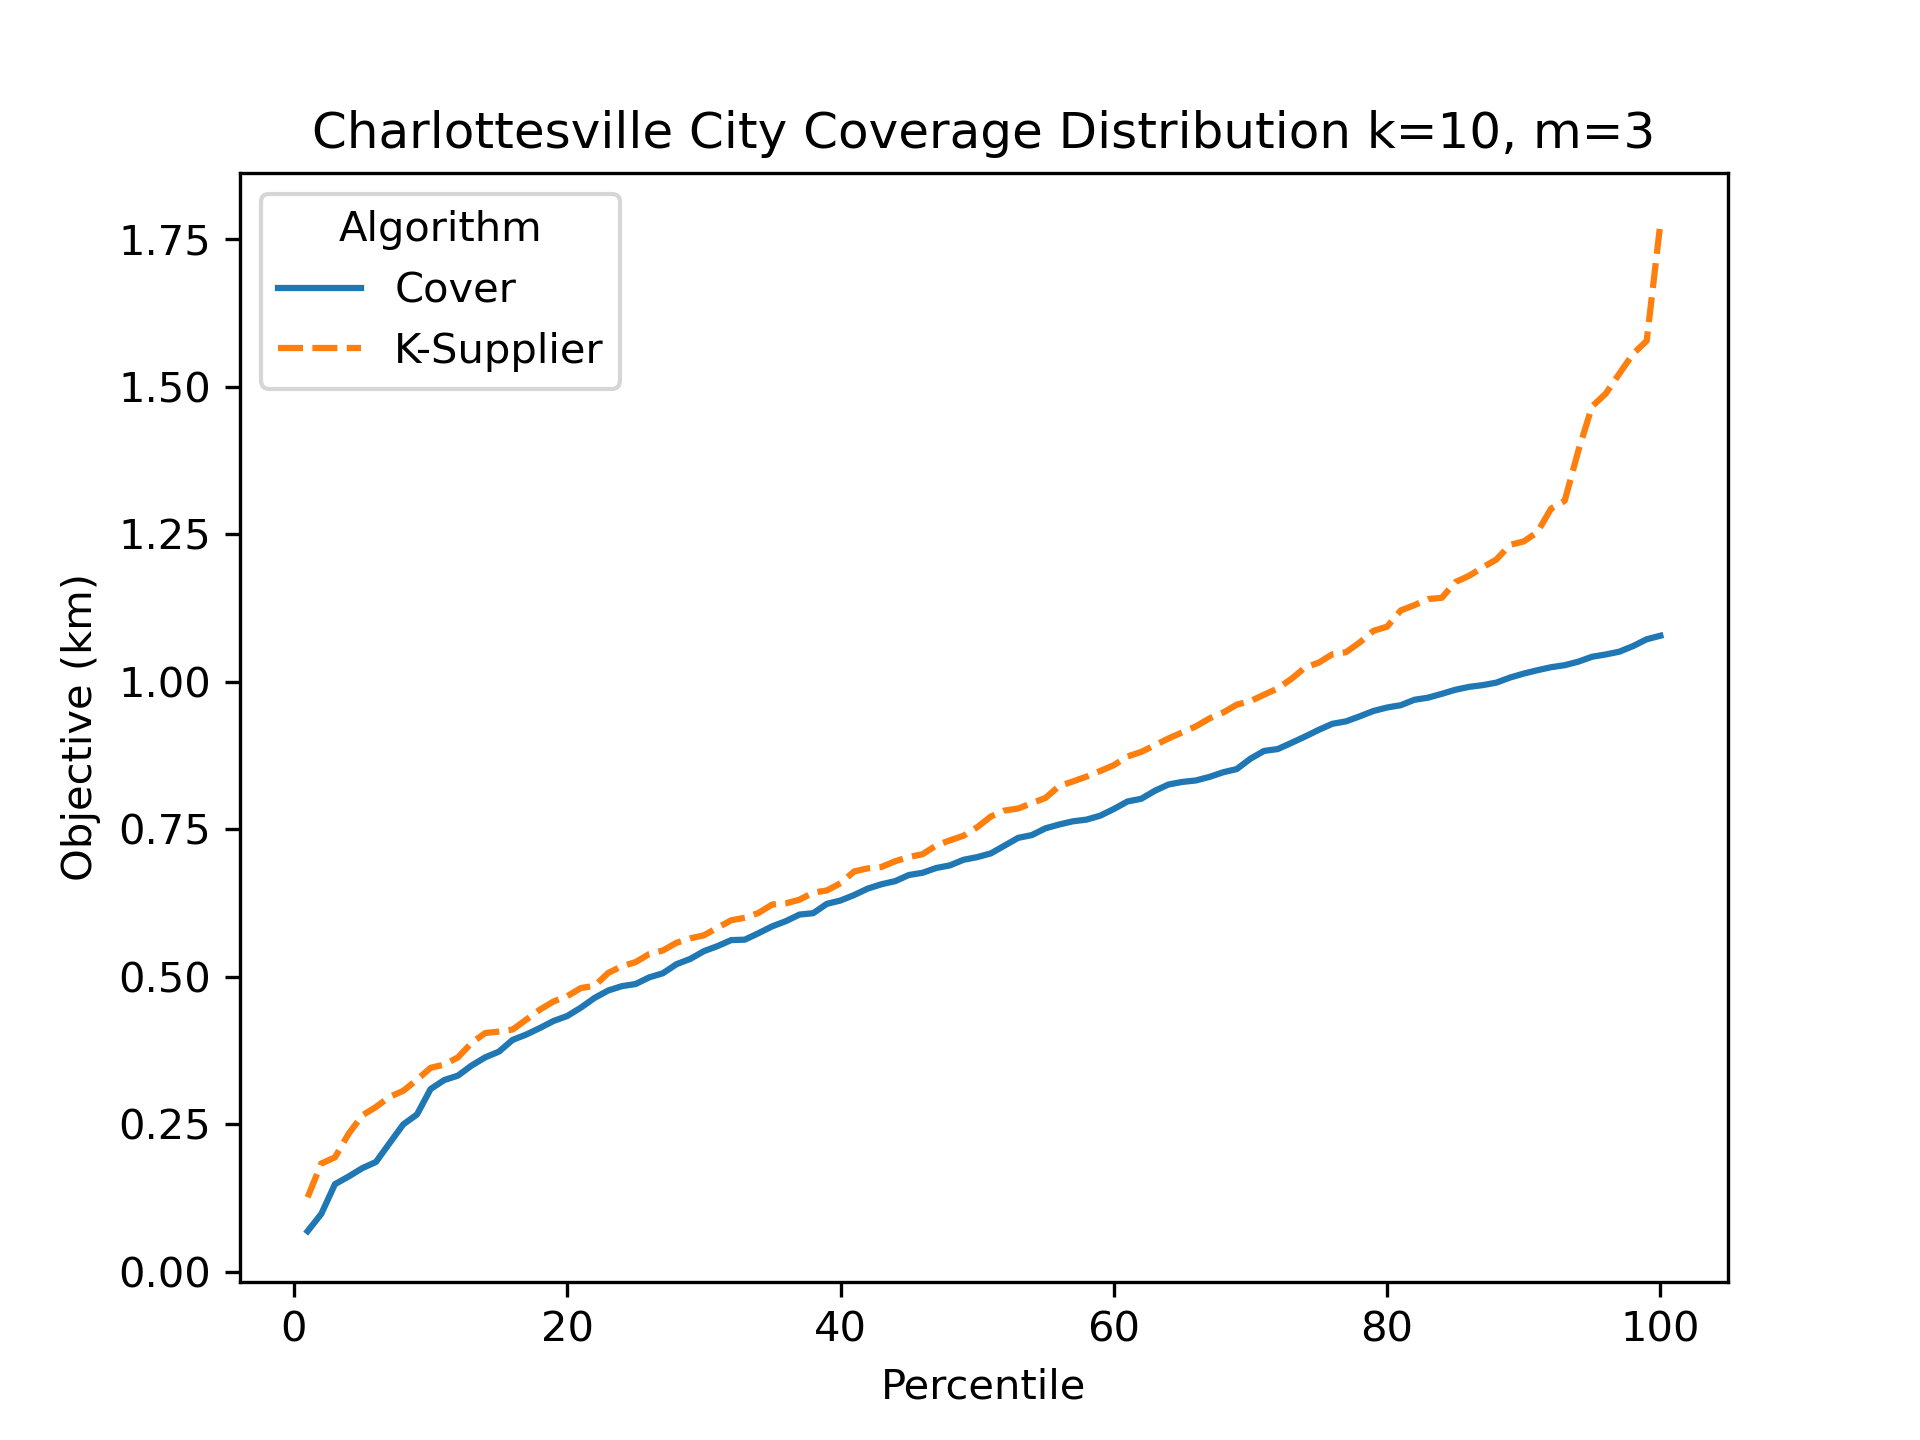 Charlottesville City Coverage Distribution k=10, m=3
Algorithm
Cover
K-Supplier
1.75
1.50
1.25
1.00
0.75
0.50
0.25
0.00
Objective (km)
0 20 40 60 80 100
Percentile